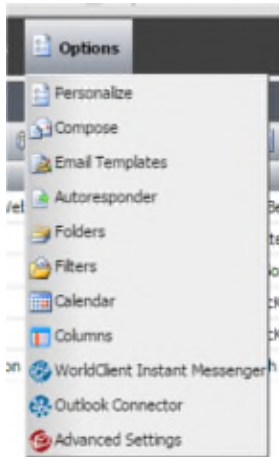 Options
Personalize
Compose
Email Templates
Autoresponder
Folders
Filters
Calendar
Columns
WorldClient Instant Messenger
Outlook Connector
Advanced Settings